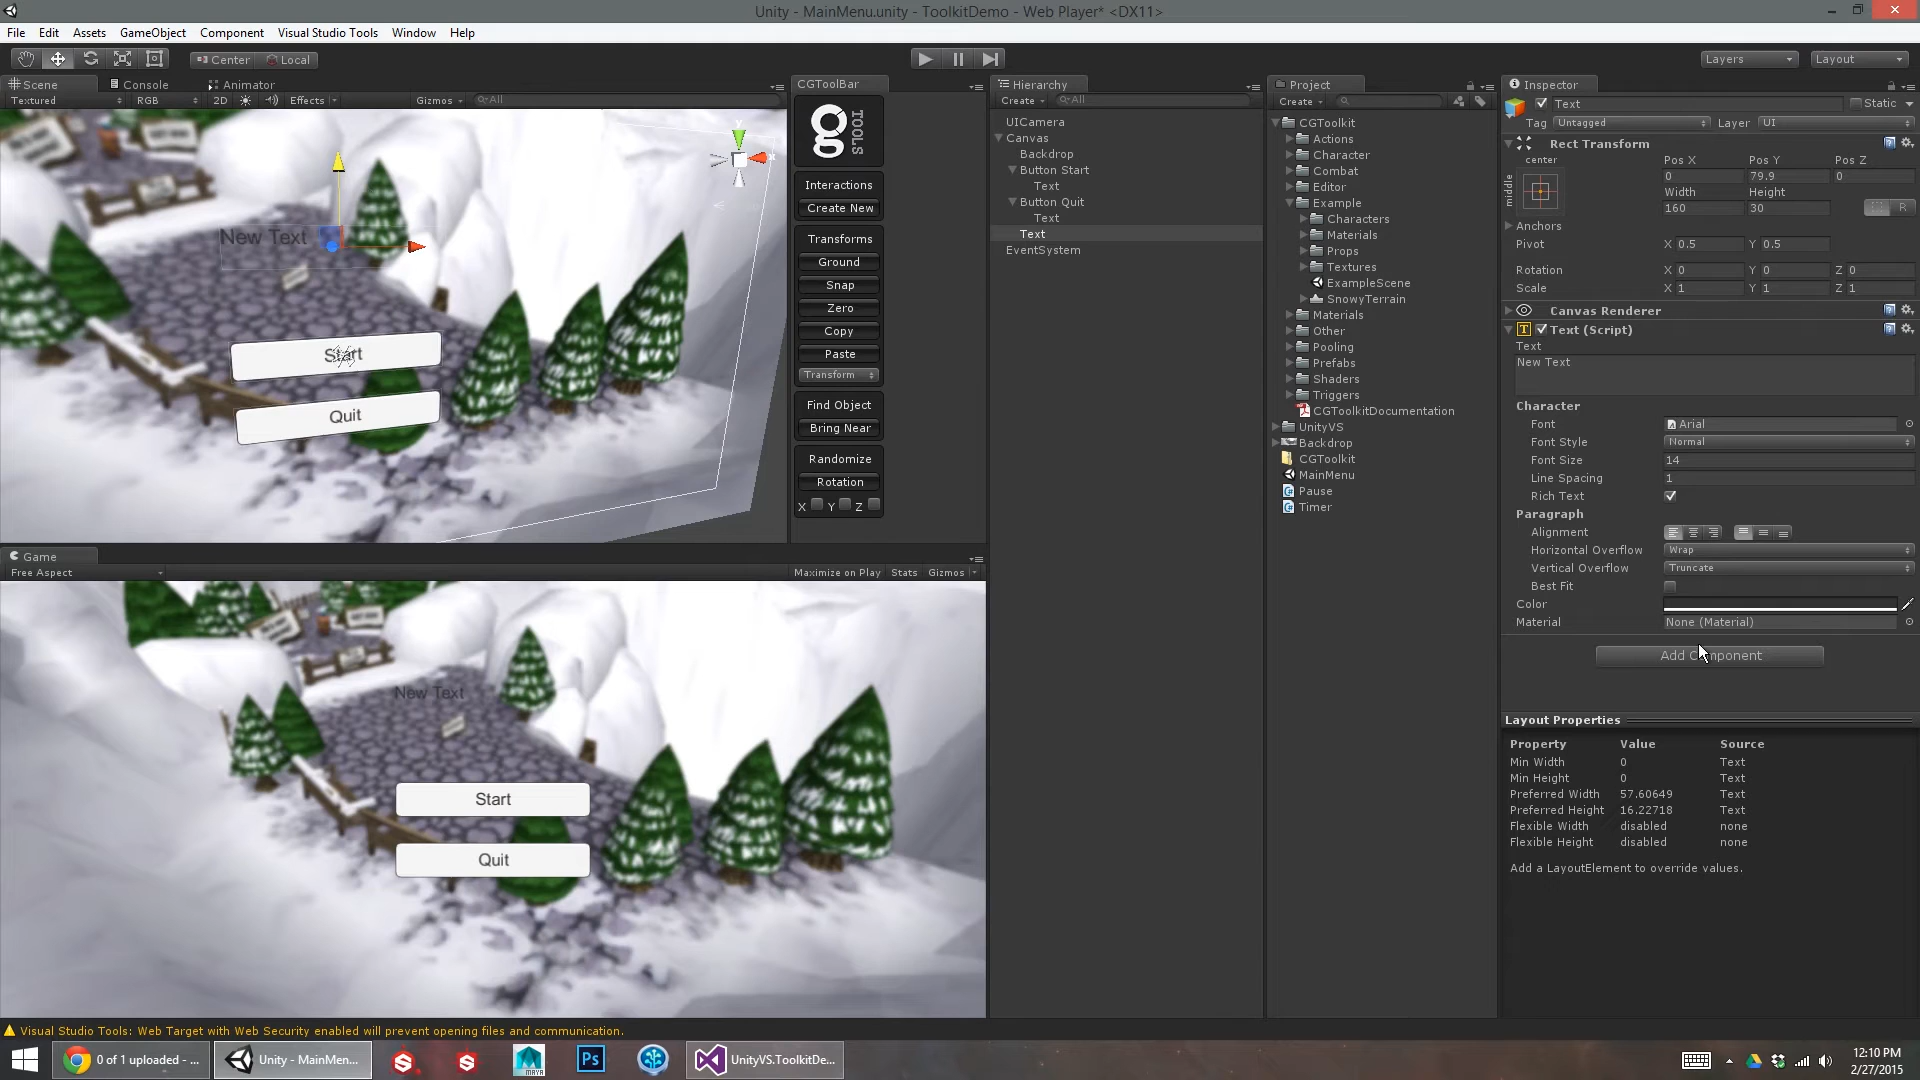 Unity - MainMenu.unity - ToolkitDemo - Web Player* <DX11>
File Edit Assets GameObject Component Visual Studio Tools Window Help
Center Local
Layers Layout
Scene Console Animator
Textured RGB 2D Effects Gizmos All
New Text
Start
Quit
y
x
Game
Free Aspect Maximize on Play Stats Gizmos
New Text
Start
Quit
CGToolBar
g TOOLS
Interactions
Create New
Transforms
Ground
Snap
Zero
Copy
Paste
Transform
Find Object
Bring Near
Randomize
Rotation
X Y Z
Hierarchy
Create All
UICamera
Canvas
Backdrop
Button Start
Text
Button Quit
Text
Text
EventSystem
Project
Create
CGToolkit
Actions
Character
Combat
Editor
Example
Characters
Materials
Props
Textures
ExampleScene
SnowyTerrain
Materials
Other
Pooling
Prefabs
Shaders
Triggers
CGToolkitDocumentation
UnityVS
Backdrop
CGToolkit
MainMenu
Pause
Timer
Inspector
Text Static
Tag Untagged Layer UI
Rect Transform
center Pos X Pos Y Pos Z
middle 0 79.9 0
Width Height
160 30 R
Anchors
Pivot X 0.5 Y 0.5
Rotation X 0 Y 0 Z 0
Scale X 1 Y 1 Z 1
Canvas Renderer
T Text (Script)
Text
New Text
Character
Font Arial
Font Style Normal
Font Size 14
Line Spacing 1
Rich Text
Paragraph
Alignment
Horizontal Overflow Wrap
Vertical Overflow Truncate
Best Fit
Color
Material None (Material)
Add Component
Layout Properties
Property Value Source
Min Width 0 Text
Min Height 0 Text
Preferred Width 57.60649 Text
Preferred Height 16.22718 Text
Flexible Width disabled none
Flexible Height disabled none
Add a LayoutElement to override values.
Visual Studio Tools: Web Target with Web Security enabled will prevent opening files and communication.
0 of 1 uploaded - ... Unity - MainMen... S S MAYA Ps UnityVS.ToolkitDe... 12:10 PM
2/27/2015